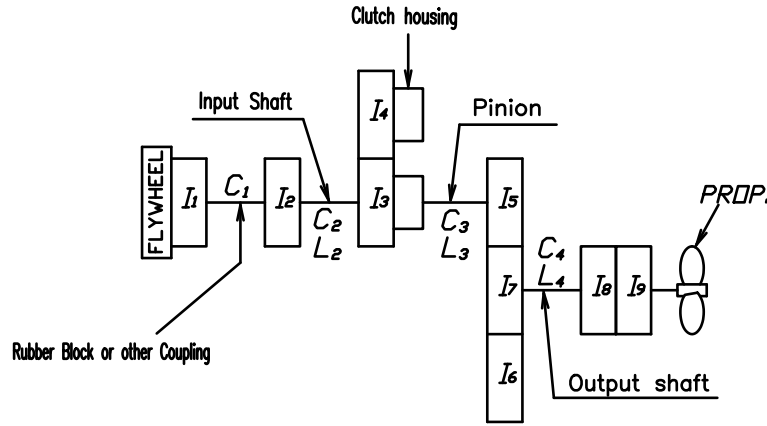 Clutch housing
Input Shaft
Pinion
I4
FLYWHEEL
I1
C1
I2
C2
L2
I3
C3
L3
I5
PROP.
C4
L4
I7
I8
I9
I6
Rubber Block or other Coupling
Output shaft